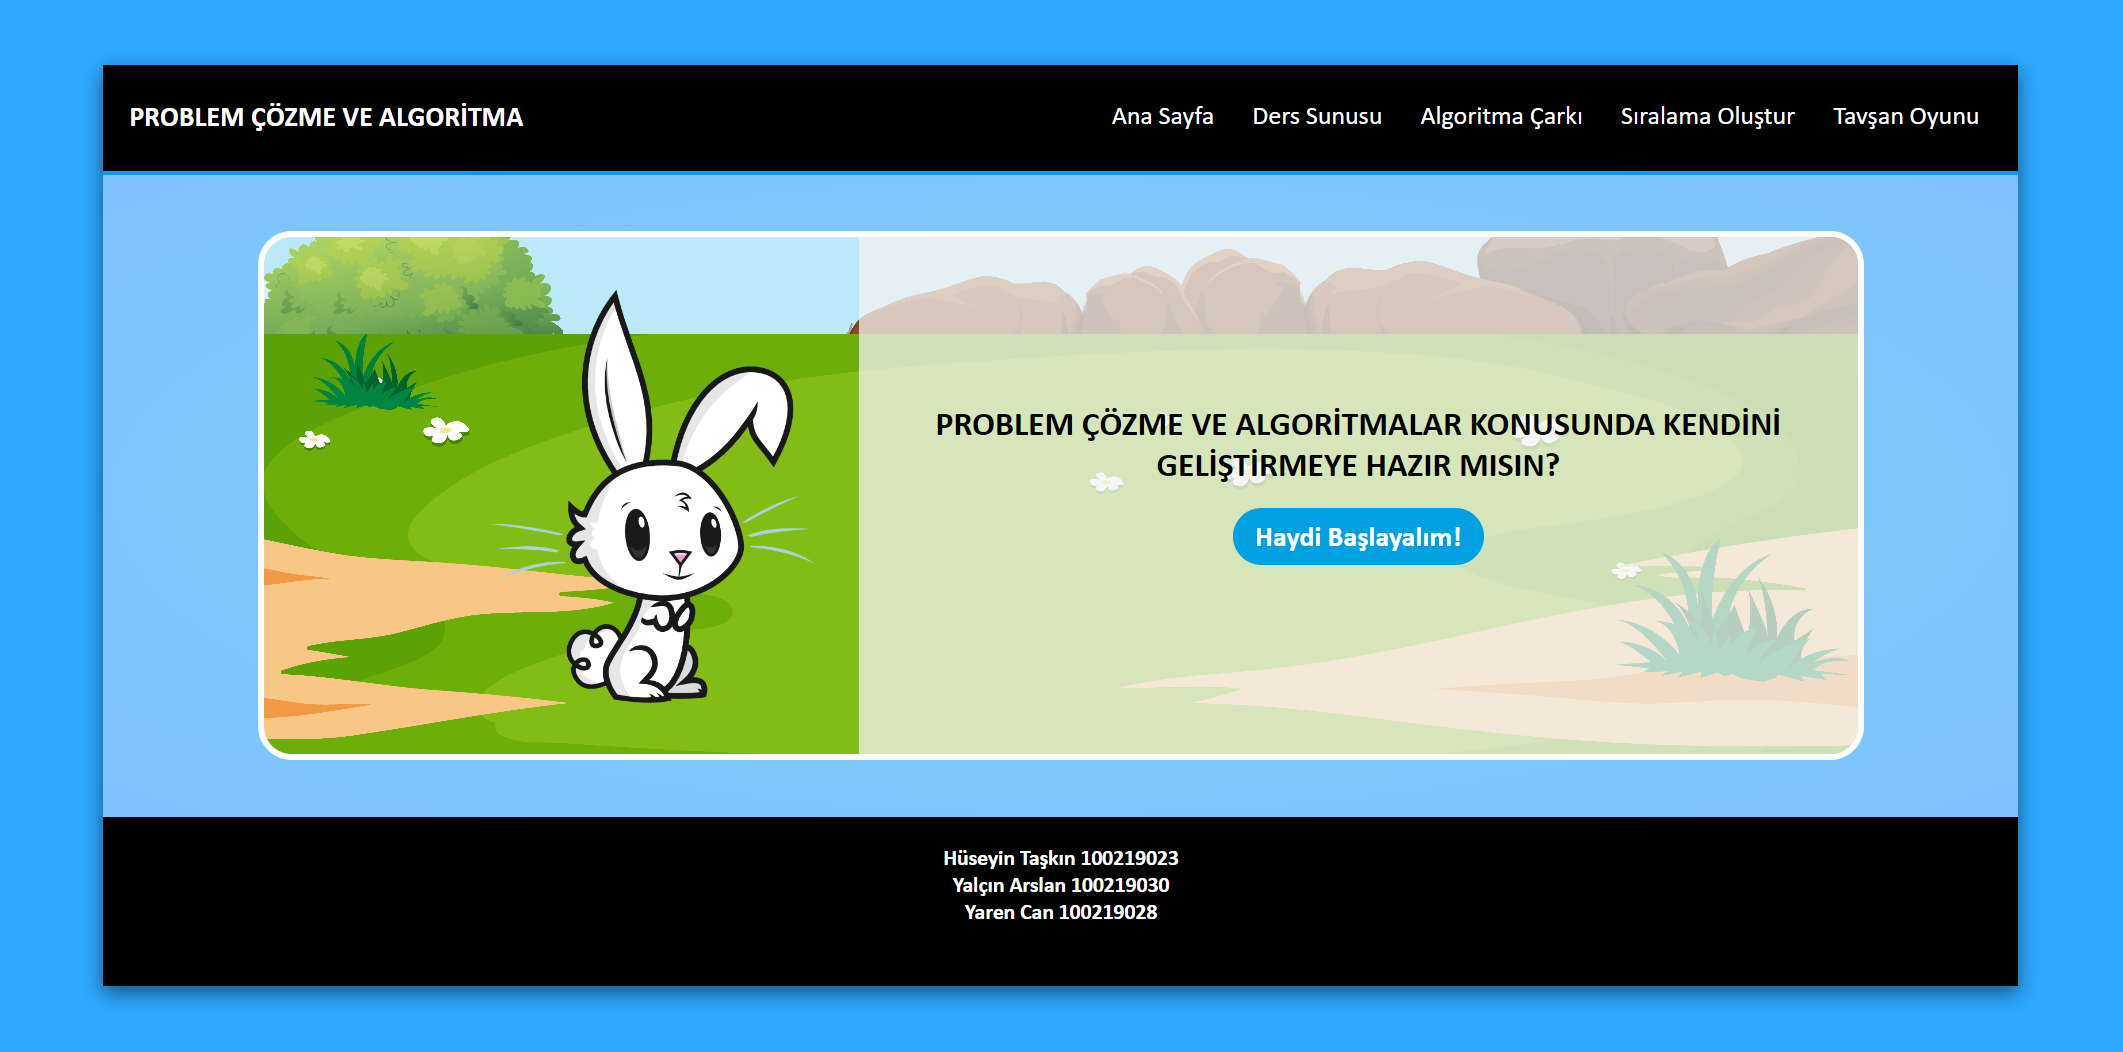 PROBLEM ÇÖZME VE ALGORİTMA
Ana Sayfa Ders Sunusu Algoritma Çarkı Sıralama Oluştur Tavşan Oyunu
PROBLEM ÇÖZME VE ALGORİTMALAR KONUSUNDA KENDİNİ
GELİŞTİRMEYE HAZIR MISIN?
Haydi Başlayalım!
Hüseyin Taşkın 100219023
Yalçın Arslan 100219030
Yaren Can 100219028